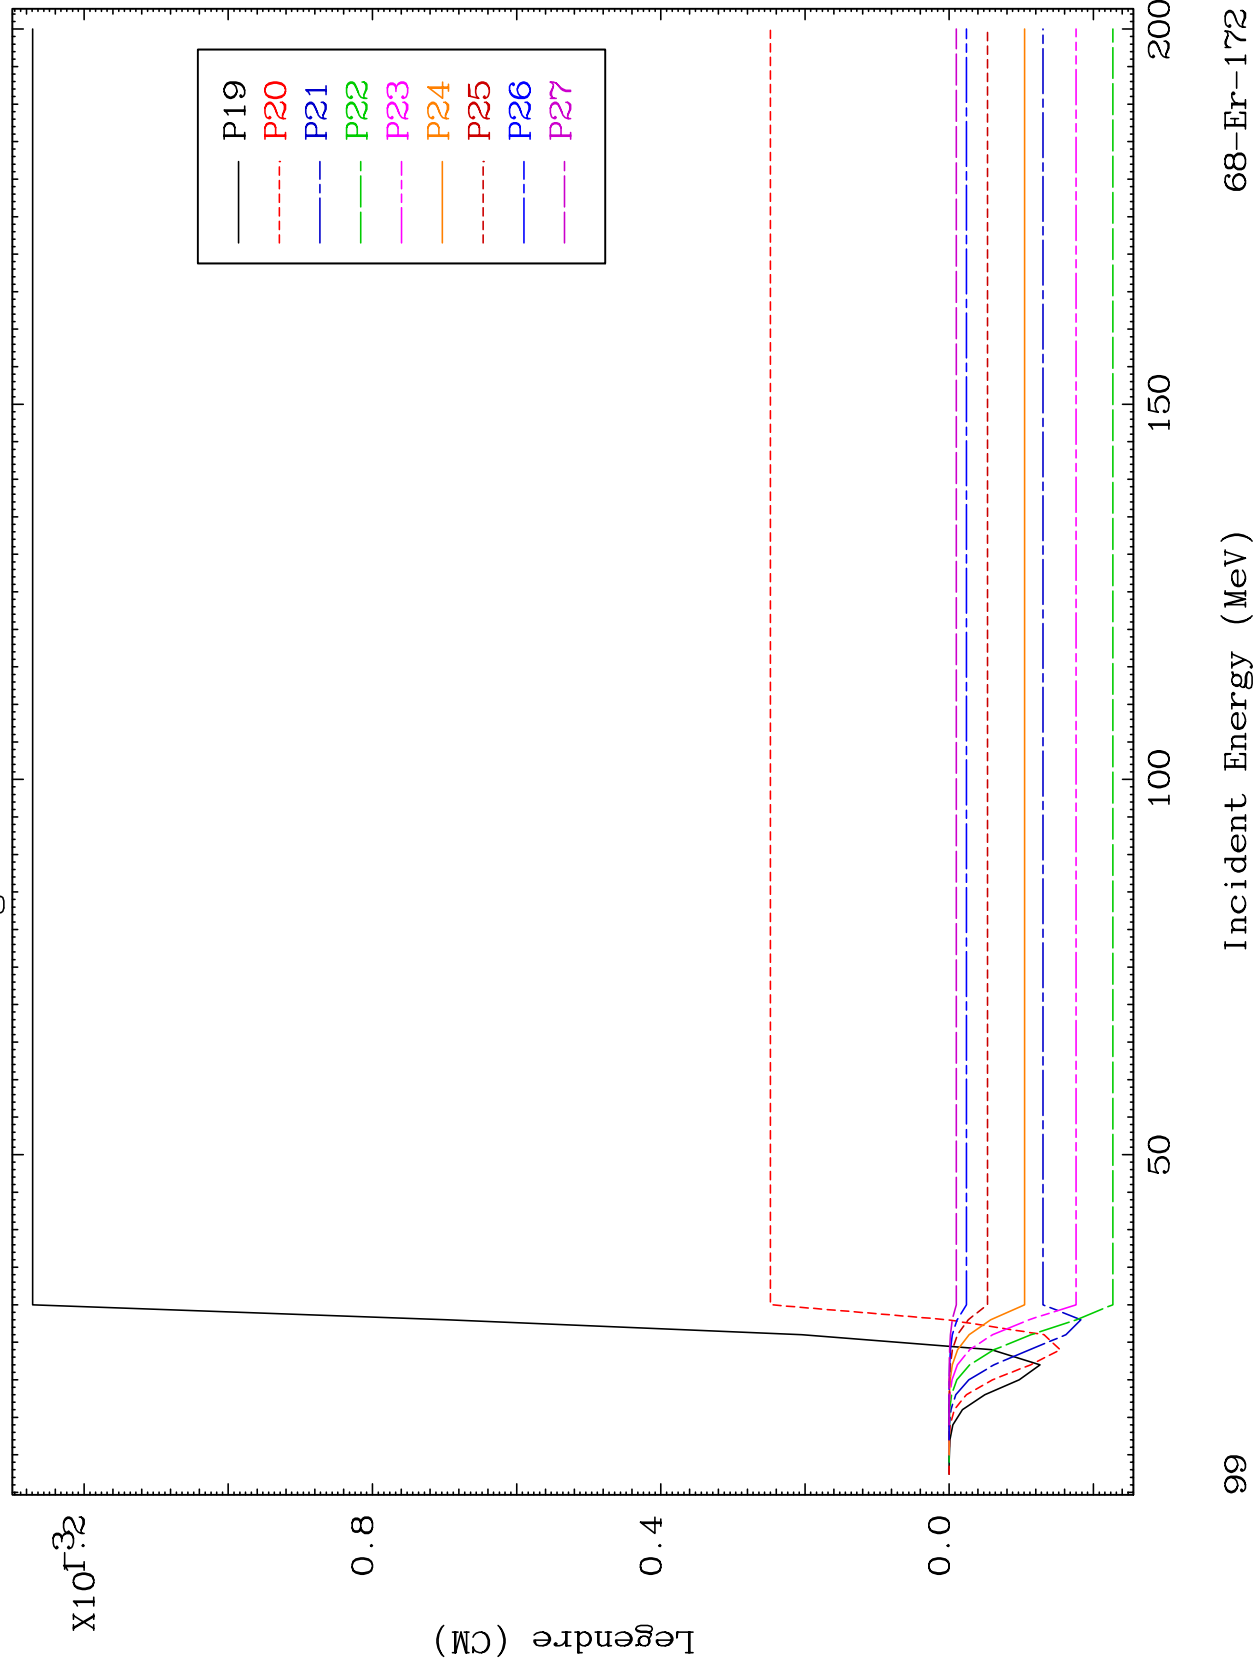 X10-3
1.2
0.8
0.4
0.0
Legendre (CM)
P19
P20
P21
P22
P23
P24
P25
P26
P27
50
100
150
200
99
Incident Energy (MeV)
68-Er-172